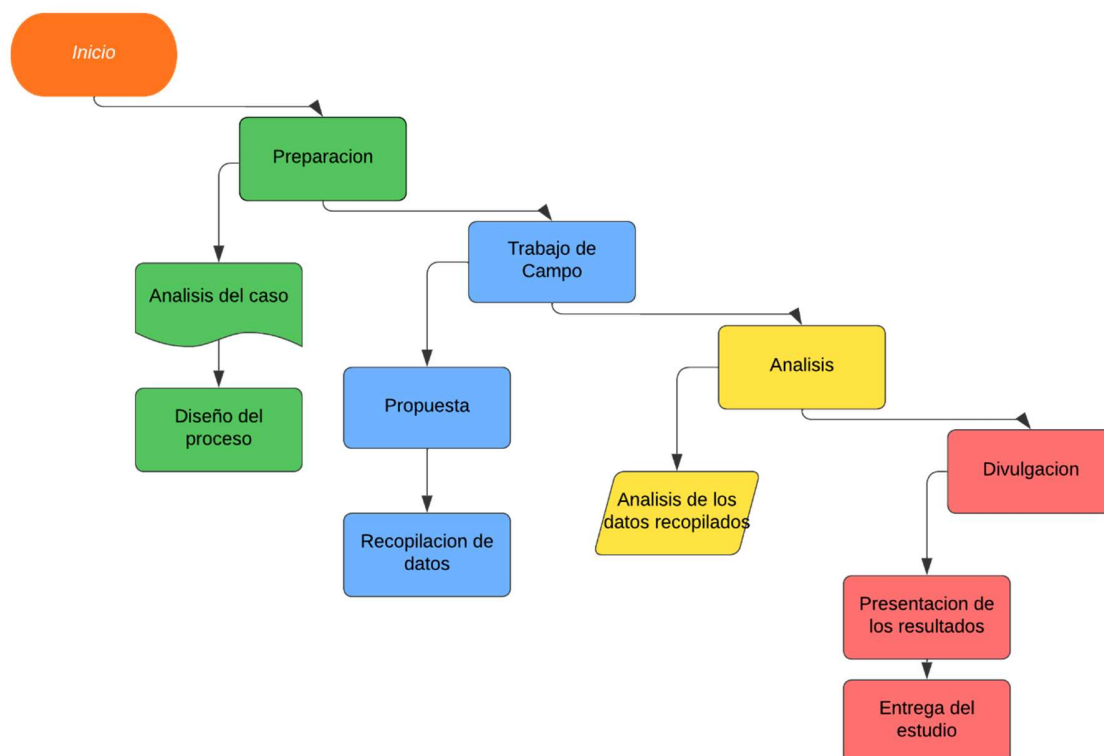 Inicio
Preparacion
Trabajo de
Campo
Analisis del caso
Analisis
Diseño del
proceso
Propuesta
Divulgacion
Analisis de los
datos recopilados
Recopilacion de
datos
Presentacion de
los resultados
Entrega del
estudio